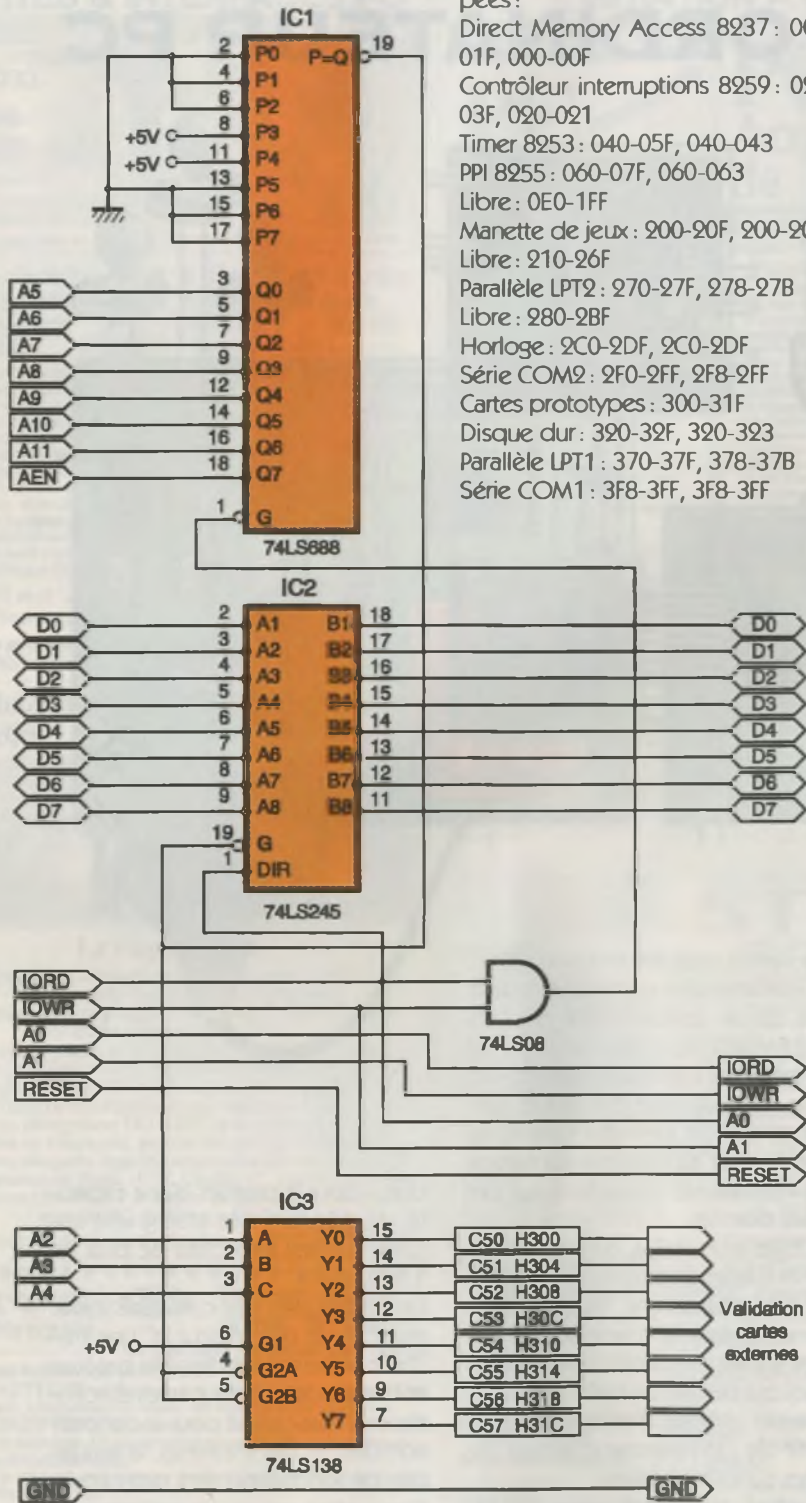 pées :
Direct Memory Access 8237 :
01F, 000-00F
Contrôleur interruptions 8259 :
03F, 020-021
Timer 8253 : 040-05F, 040-043
PPI 8255 : 060-07F, 060-063
Libre : 0E0-1FF
Manette de jeux : 200-20F,
Libre : 210-26F
Parallèle LPT2 : 270-27F, 278-27B
Libre : 280-2BF
Horloge : 2C0-2DF, 2C0-2DF
Série COM2 : 2F0-2FF, 2F8-2FF
Cartes prototypes : 300-31F
Disque dur : 320-32F, 320-323
Parallèle LPT1 : 370-37F, 378-37B
Série COM1 : 3F8-3FF, 3F8-3FF
IC1
2 P0 P=Q 19
4 P1
6 P2
+5V 8 P3
+5V 11 P4
13 P5
15 P6
17 P7
A5 3 Q0
A6 5 Q1
A7 7 Q2
A8 9 Q3
A9 12 Q4
A10 14 Q5
A11 16 Q6
AEN 18 Q7
1 G
74LS688
IC2
D0 2 A1 B1 18 D0
D1 3 A2 B2 17 D1
D2 4 A3 B3 16 D2
D3 5 A4 B4 15 D3
D4 6 A5 B5 14 D4
D5 7 A6 B6 13 D5
D6 8 A7 B7 12 D6
D7 9 A8 B8 11 D7
19 G
1 DIR
74LS245
IORD
IOWR
A0
A1
RESET
74LS08
IORD
IOWR
A0
A1
RESET
IC3
A2 1 A Y0 15 C50 H300
A3 2 B Y1 14 C51 H304
A4 3 C Y2 13 C52 H308
Y3 12 C53 H30C
+5V 6 G1 Y4 11 C54 H310
4 G2A Y5 10 C55 H314
5 G2B Y6 9 C56 H318
Y7 7 C57 H31C
Validation
cartes
externes
74LS138
GND GND